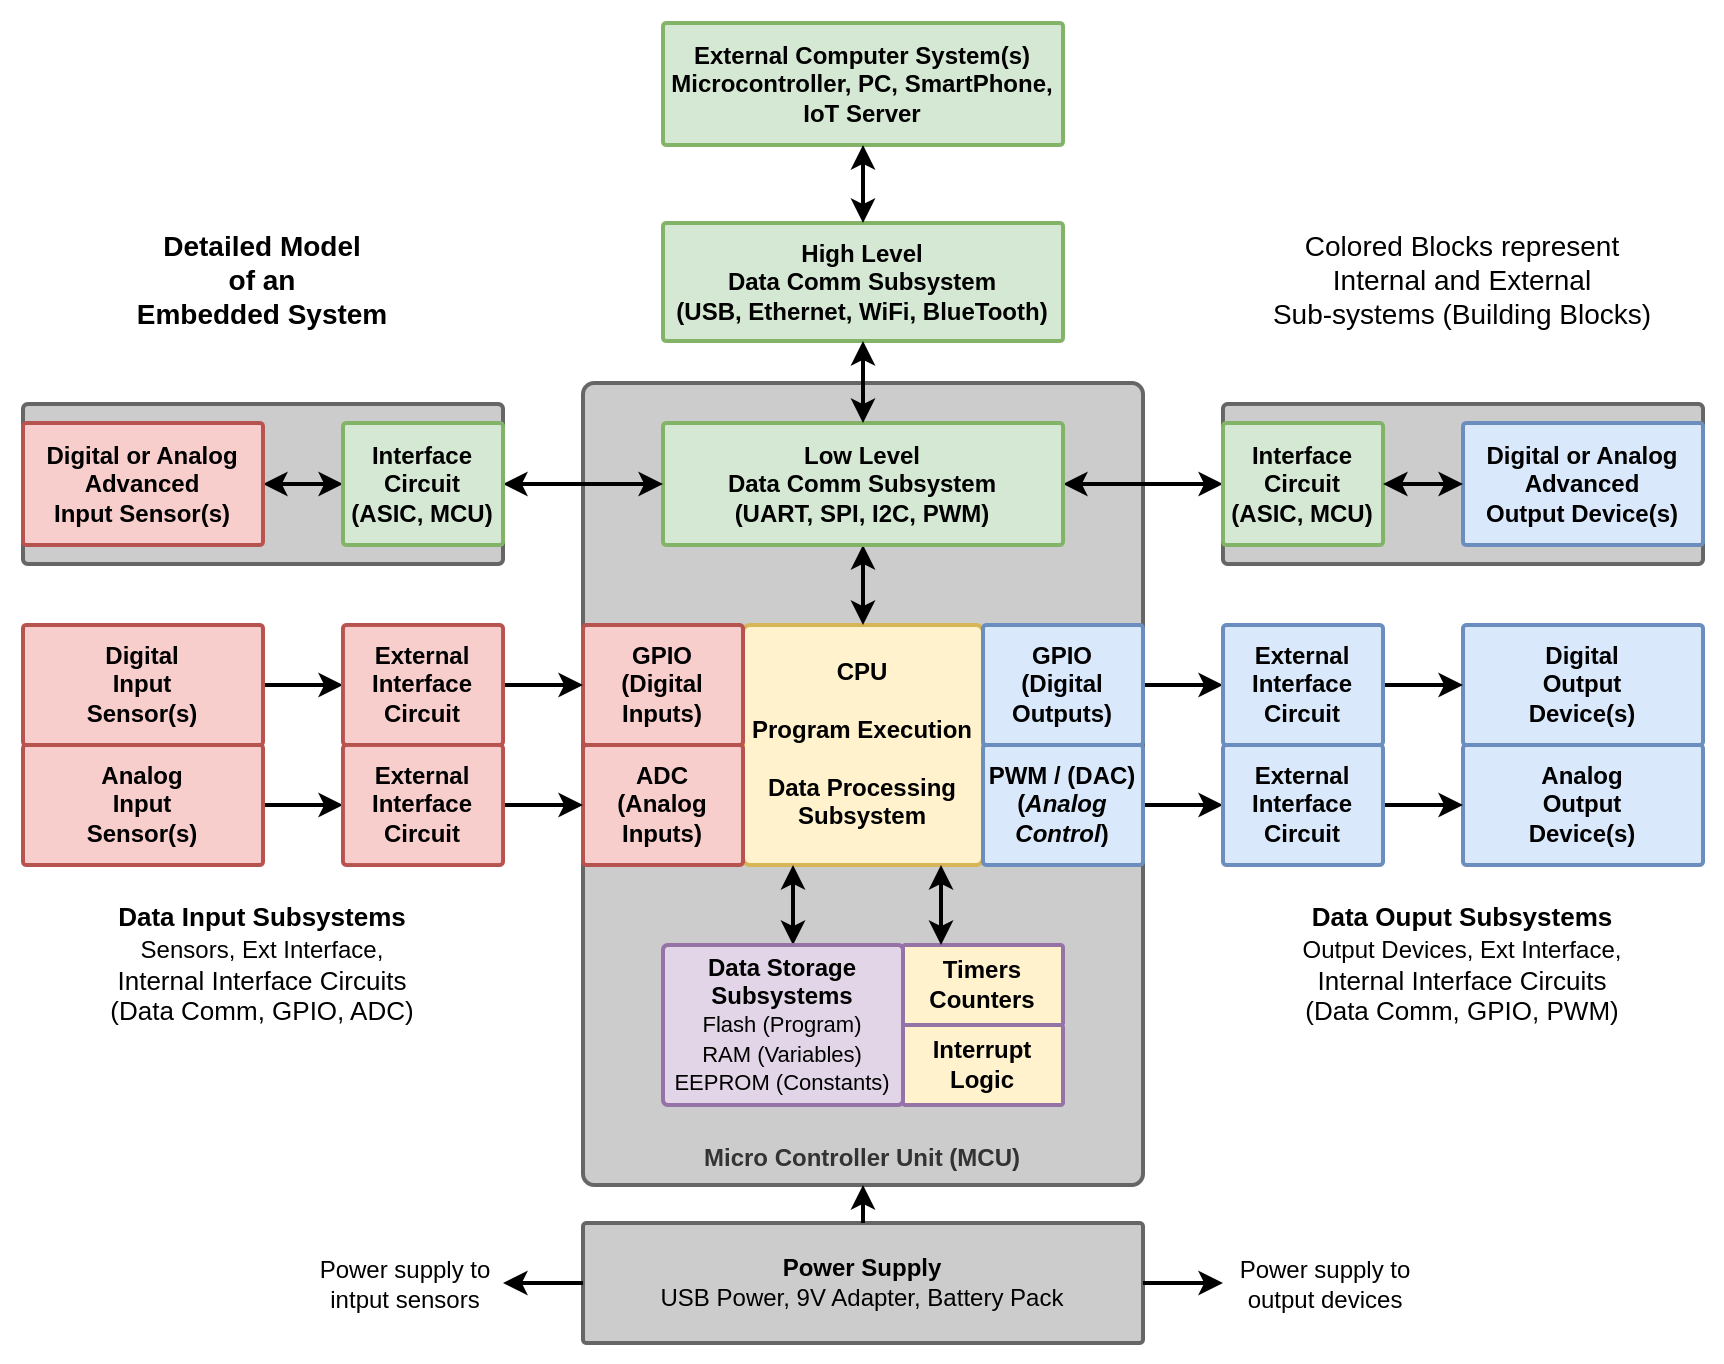 External Computer System(s)
Microcontroller, PC, SmartPhone,
IoT Server
Detailed Model
of an
Embedded System
High Level
Data Comm Subsystem
(USB, Ethernet, WiFi, BlueTooth)
Colored Blocks represent
Internal and External
Sub-systems (Building Blocks)
Digital or Analog
Advanced
Input Sensor(s)
Interface
Circuit
(ASIC, MCU)
Low Level
Data Comm Subsystem
(UART, SPI, I2C, PWM)
Interface
Circuit
(ASIC, MCU)
Digital or Analog
Advanced
Output Device(s)
Digital
Input
Sensor(s)
External
Interface
Circuit
GPIO
(Digital
Inputs)
CPU
Program Execution
Data Processing
Subsystem
GPIO
(Digital
Outputs)
External
Interface
Circuit
Digital
Output
Device(s)
Analog
Input
Sensor(s)
External
Interface
Circuit
ADC
(Analog
Inputs)
PWM / (DAC)
(Analog
Control)
External
Interface
Circuit
Analog
Output
Device(s)
Data Input Subsystems
Sensors, Ext Interface,
Internal Interface Circuits
(Data Comm, GPIO, ADC)
Data Storage
Subsystems
Flash (Program)
RAM (Variables)
EEPROM (Constants)
Timers
Counters
Interrupt
Logic
Data Ouput Subsystems
Output Devices, Ext Interface,
Internal Interface Circuits
(Data Comm, GPIO, PWM)
Micro Controller Unit (MCU)
Power supply to
intput sensors
Power Supply
USB Power, 9V Adapter, Battery Pack
Power supply to
output devices